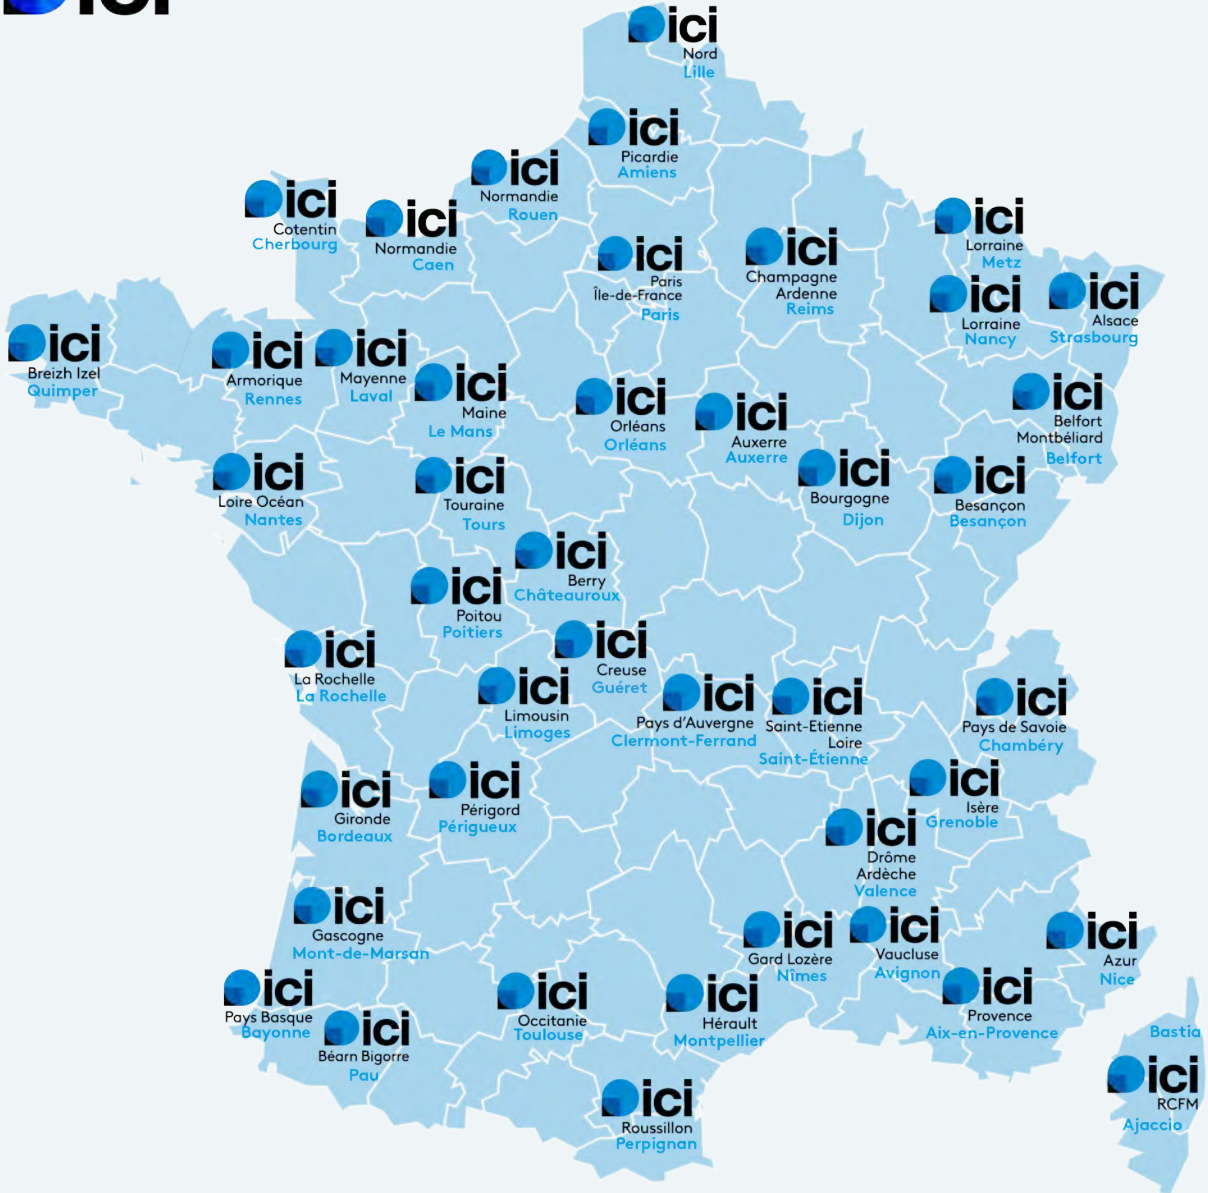 ici
ici
Nord
Lille
ici
Picardie
Amiens
ici
Normandie
Rouen
ici
Cotentin
Cherbourg
ici
Normandie
Caen
ici
Paris
Île-de-France
Paris
ici
Champagne
Ardenne
Reims
ici
Lorraine
Metz
ici
Lorraine
Nancy
ici
Alsace
Strasbourg
ici
Breizh Izel
Quimper
ici
Armorique
Rennes
ici
Mayenne
Laval
ici
Maine
Le Mans
ici
Orléans
Orléans
ici
Auxerre
Auxerre
ici
Belfort
Montbéliard
Belfort
ici
Loire Océan
Nantes
ici
Touraine
Tours
ici
Bourgogne
Dijon
ici
Besançon
Besançon
ici
Berry
Châteauroux
ici
Poitou
Poitiers
ici
La Rochelle
La Rochelle
ici
Creuse
Guéret
ici
Limousin
Limoges
ici
Pays d'Auvergne
Clermont-Ferrand
ici
Saint-Etienne
Loire
Saint-Étienne
ici
Pays de Savoie
Chambéry
ici
Gironde
Bordeaux
ici
Périgord
Périgueux
ici
Isère
Grenoble
ici
Drôme
Ardèche
Valence
ici
Gascogne
Mont-de-Marsan
ici
Gard Lozère
Nîmes
ici
Vaucluse
Avignon
ici
Azur
Nice
ici
Pays Basque
Bayonne
ici
Béarn Bigorre
Pau
ici
Occitanie
Toulouse
ici
Hérault
Montpellier
ici
Provence
Aix-en-Provence
ici
Roussillon
Perpignan
Bastia
ici
RCFM
Ajaccio